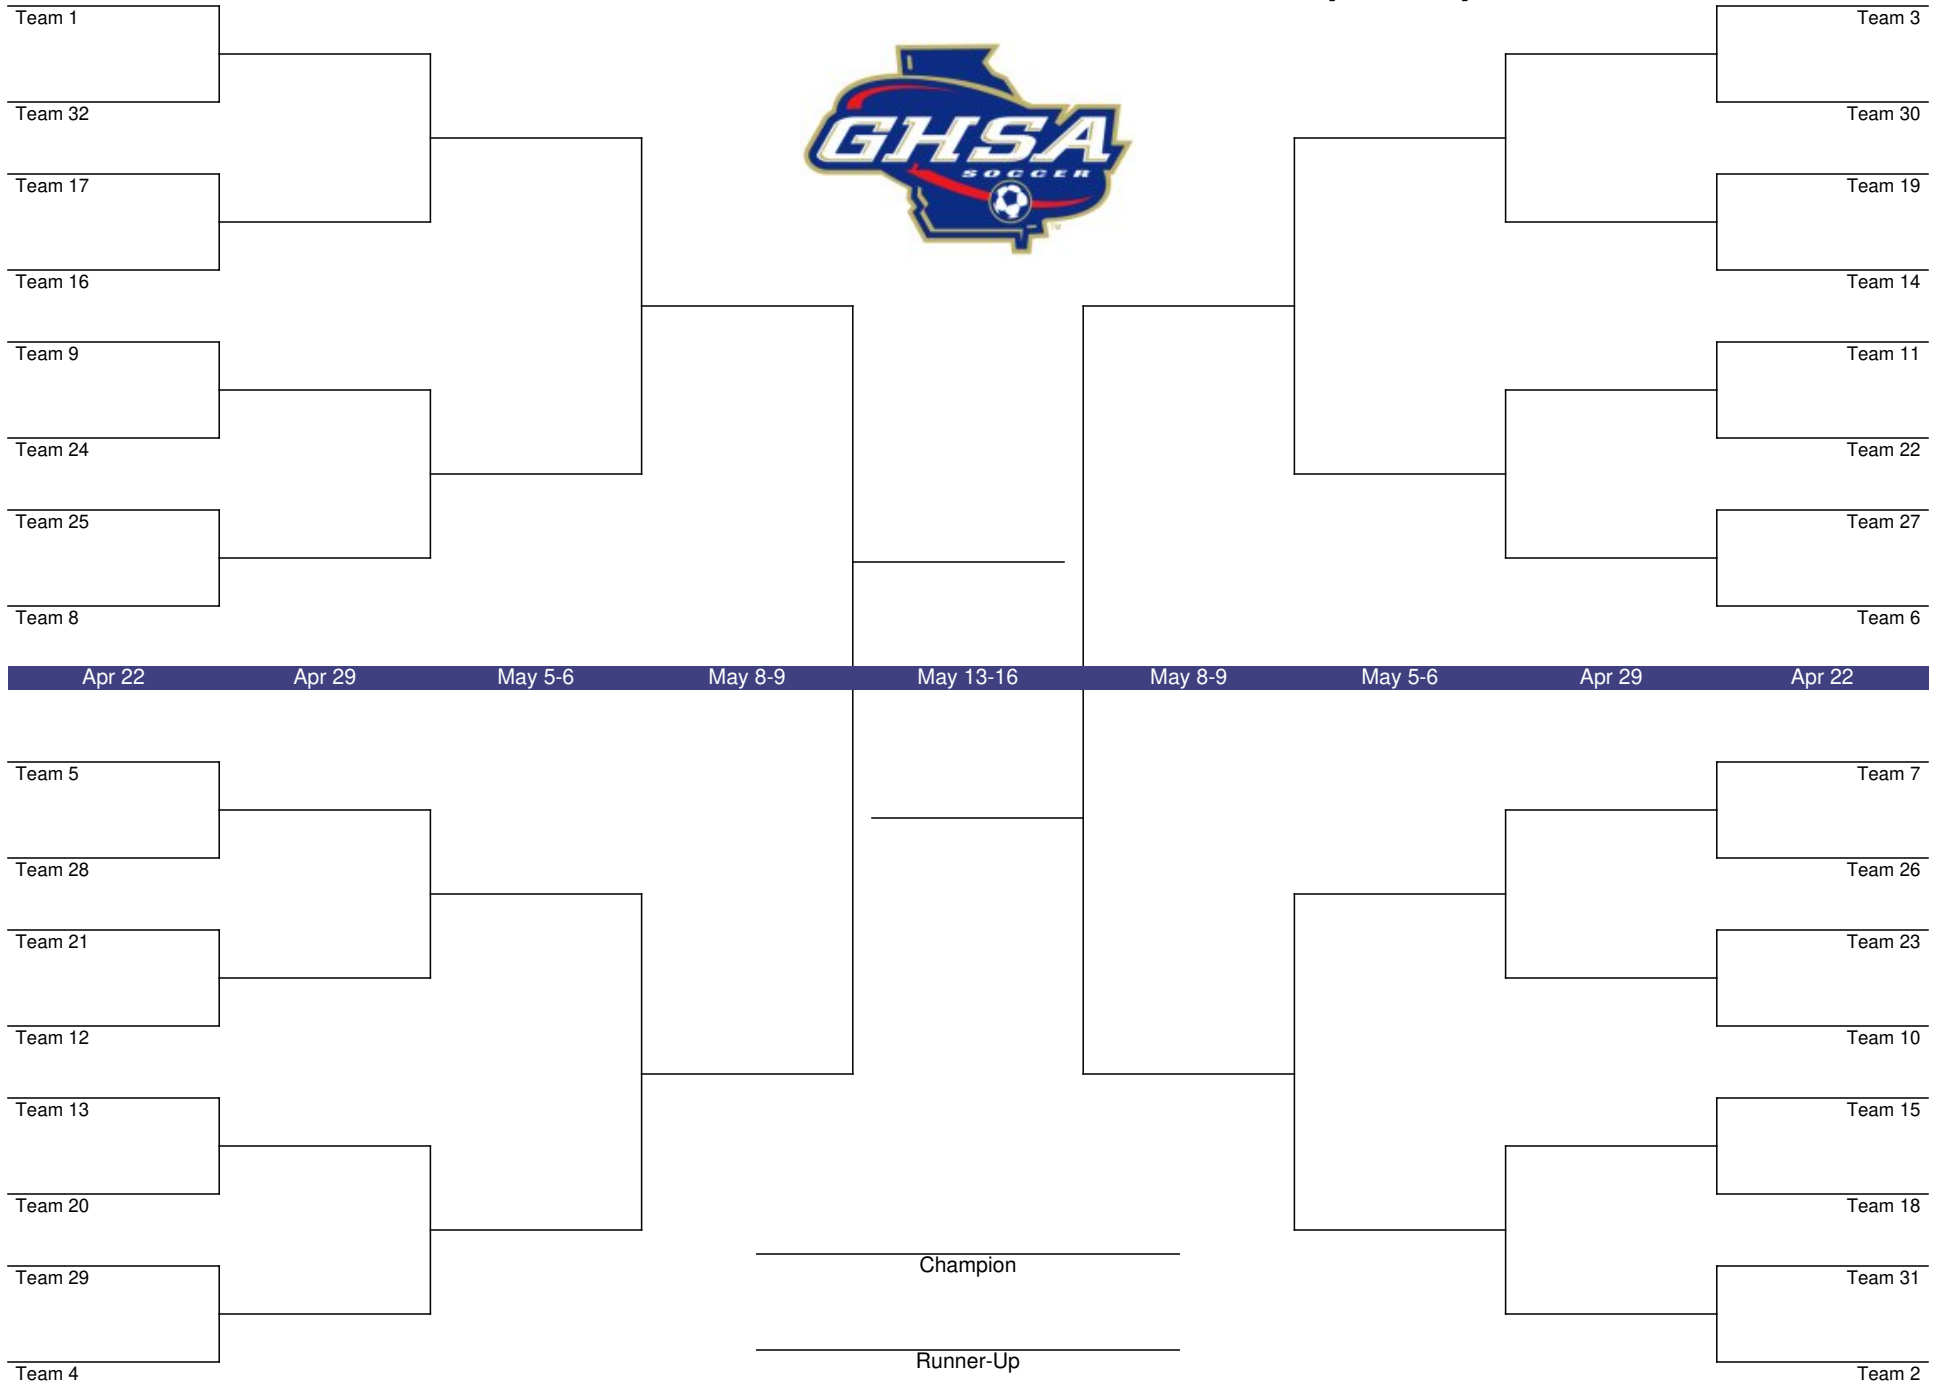 Team 1
Team 3
Team 32
Team 30
Team 17
Team 19
Team 16
Team 14
Team 9
Team 11
Team 24
Team 22
Team 25
Team 27
Team 8
Team 6
GHSA
SOCCER
Apr 22 Apr 29 May 5-6 May 8-9 May 13-16 May 8-9 May 5-6 Apr 29 Apr 22
Team 5
Team 7
Team 28
Team 26
Team 21
Team 23
Team 12
Team 10
Team 13
Team 15
Team 20
Team 18
Team 29
Team 31
Team 4
Team 2
Champion
Runner-Up